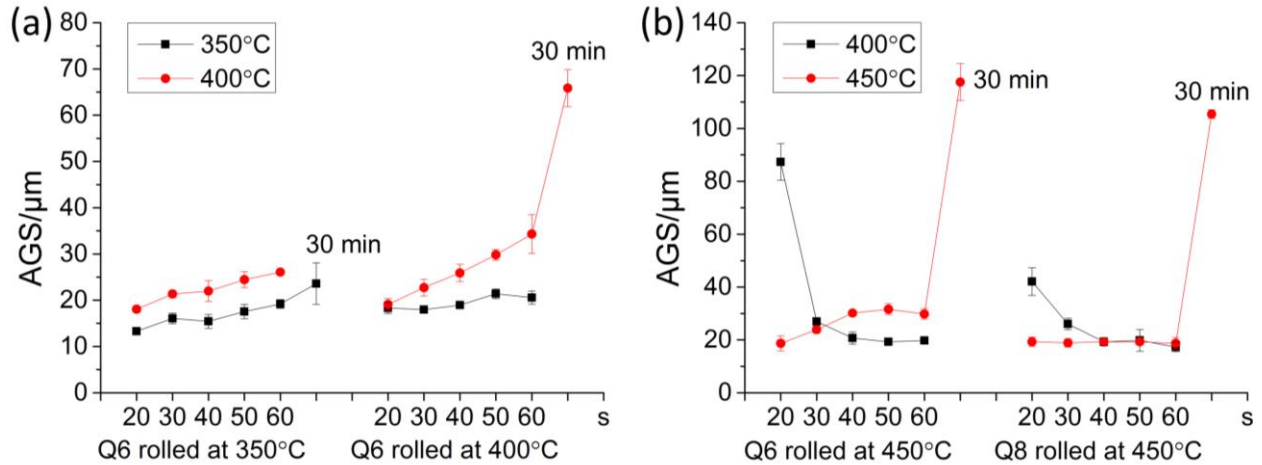 (a)
350°C
400°C
30 min
30 min
AGS/μm
80
70
60
50
40
30
20
10
0
20 30 40 50 60 20 30 40 50 60 s
Q6 rolled at 350°C Q6 rolled at 400°C
(b)
400°C
450°C
30 min
30 min
AGS/μm
140
120
100
80
60
40
20
0
20 30 40 50 60 20 30 40 50 60 s
Q6 rolled at 450°C Q8 rolled at 450°C